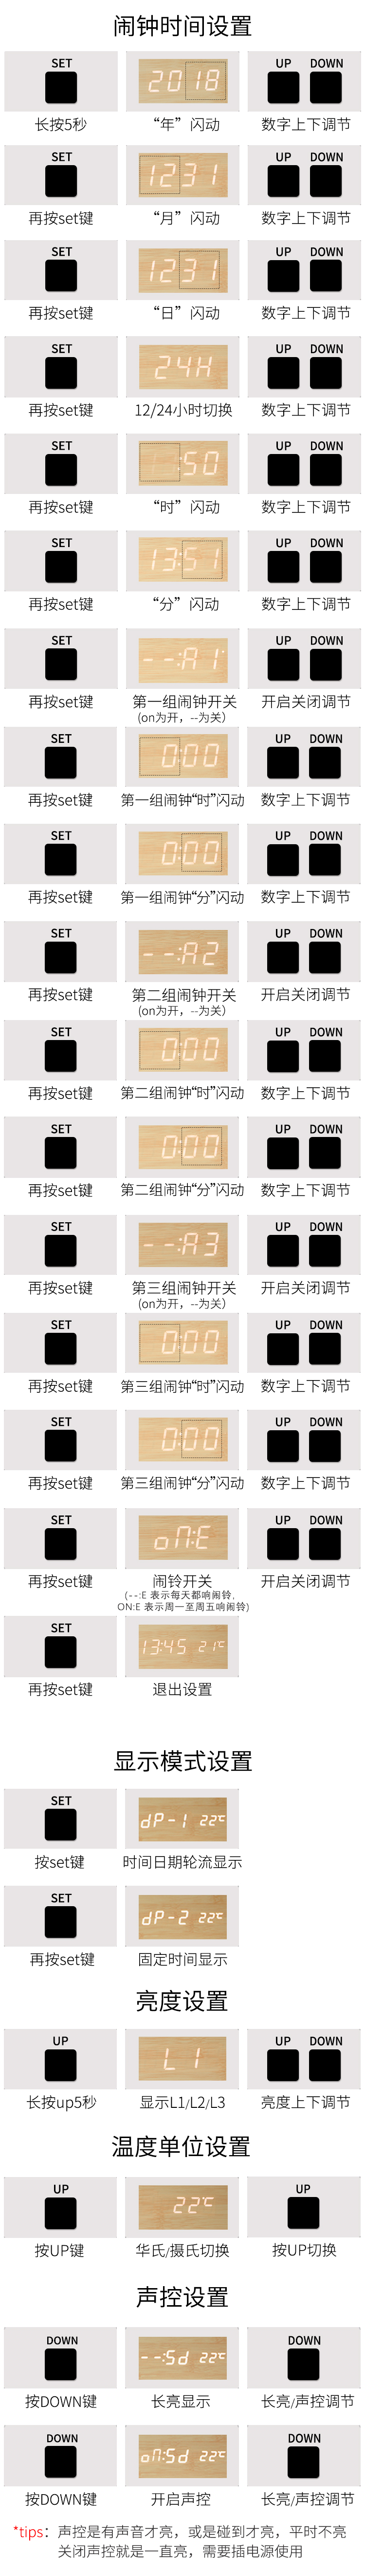 闹钟时间设置
SET 20 18 UP DOWN
长按5秒 “年”闪动 数字上下调节
SET 1231 UP DOWN
再按set键 “月”闪动 数字上下调节
SET 1231 UP DOWN
再按set键 “日”闪动 数字上下调节
SET 24H UP DOWN
再按set键 12/24小时切换 数字上下调节
SET :50 UP DOWN
再按set键 “时”闪动 数字上下调节
SET 13:51 UP DOWN
再按set键 “分”闪动 数字上下调节
SET --:A1 UP DOWN
再按set键 第一组闹钟开关 开启关闭调节
(on为开，--为关）
SET 0:00 UP DOWN
再按set键 第一组闹钟“时”闪动 数字上下调节
SET 0:00 UP DOWN
再按set键 第一组闹钟“分”闪动 数字上下调节
SET --:A2 UP DOWN
再按set键 第二组闹钟开关 开启关闭调节
(on为开，--为关）
SET 0:00 UP DOWN
再按set键 第二组闹钟“时”闪动 数字上下调节
SET 0:00 UP DOWN
再按set键 第二组闹钟“分”闪动 数字上下调节
SET --:A3 UP DOWN
再按set键 第三组闹钟开关 开启关闭调节
(on为开，--为关）
SET 0:00 UP DOWN
再按set键 第三组闹钟“时”闪动 数字上下调节
SET 0:00 UP DOWN
再按set键 第三组闹钟“分”闪动 数字上下调节
SET on:E UP DOWN
再按set键 闹铃开关 开启关闭调节
(--:E 表示每天都响闹铃,
ON:E 表示周一至周五响闹铃)
SET 13:45 21℃
再按set键 退出设置
显示模式设置
SET dP-1 22℃
按set键 时间日期轮流显示
SET dP-2 22℃
再按set键 固定时间显示
亮度设置
UP L1 UP DOWN
长按up5秒 显示L1/L2/L3 亮度上下调节
温度单位设置
UP 22℃ UP
按UP键 华氏/摄氏切换 按UP切换
声控设置
DOWN --:Sd 22℃ DOWN
按DOWN键 长亮显示 长亮/声控调节
DOWN on:Sd 22℃ DOWN
按DOWN键 开启声控 长亮/声控调节
*tips：声控是有声音才亮，或是碰到才亮，平时不亮
关闭声控就是一直亮，需要插电源使用